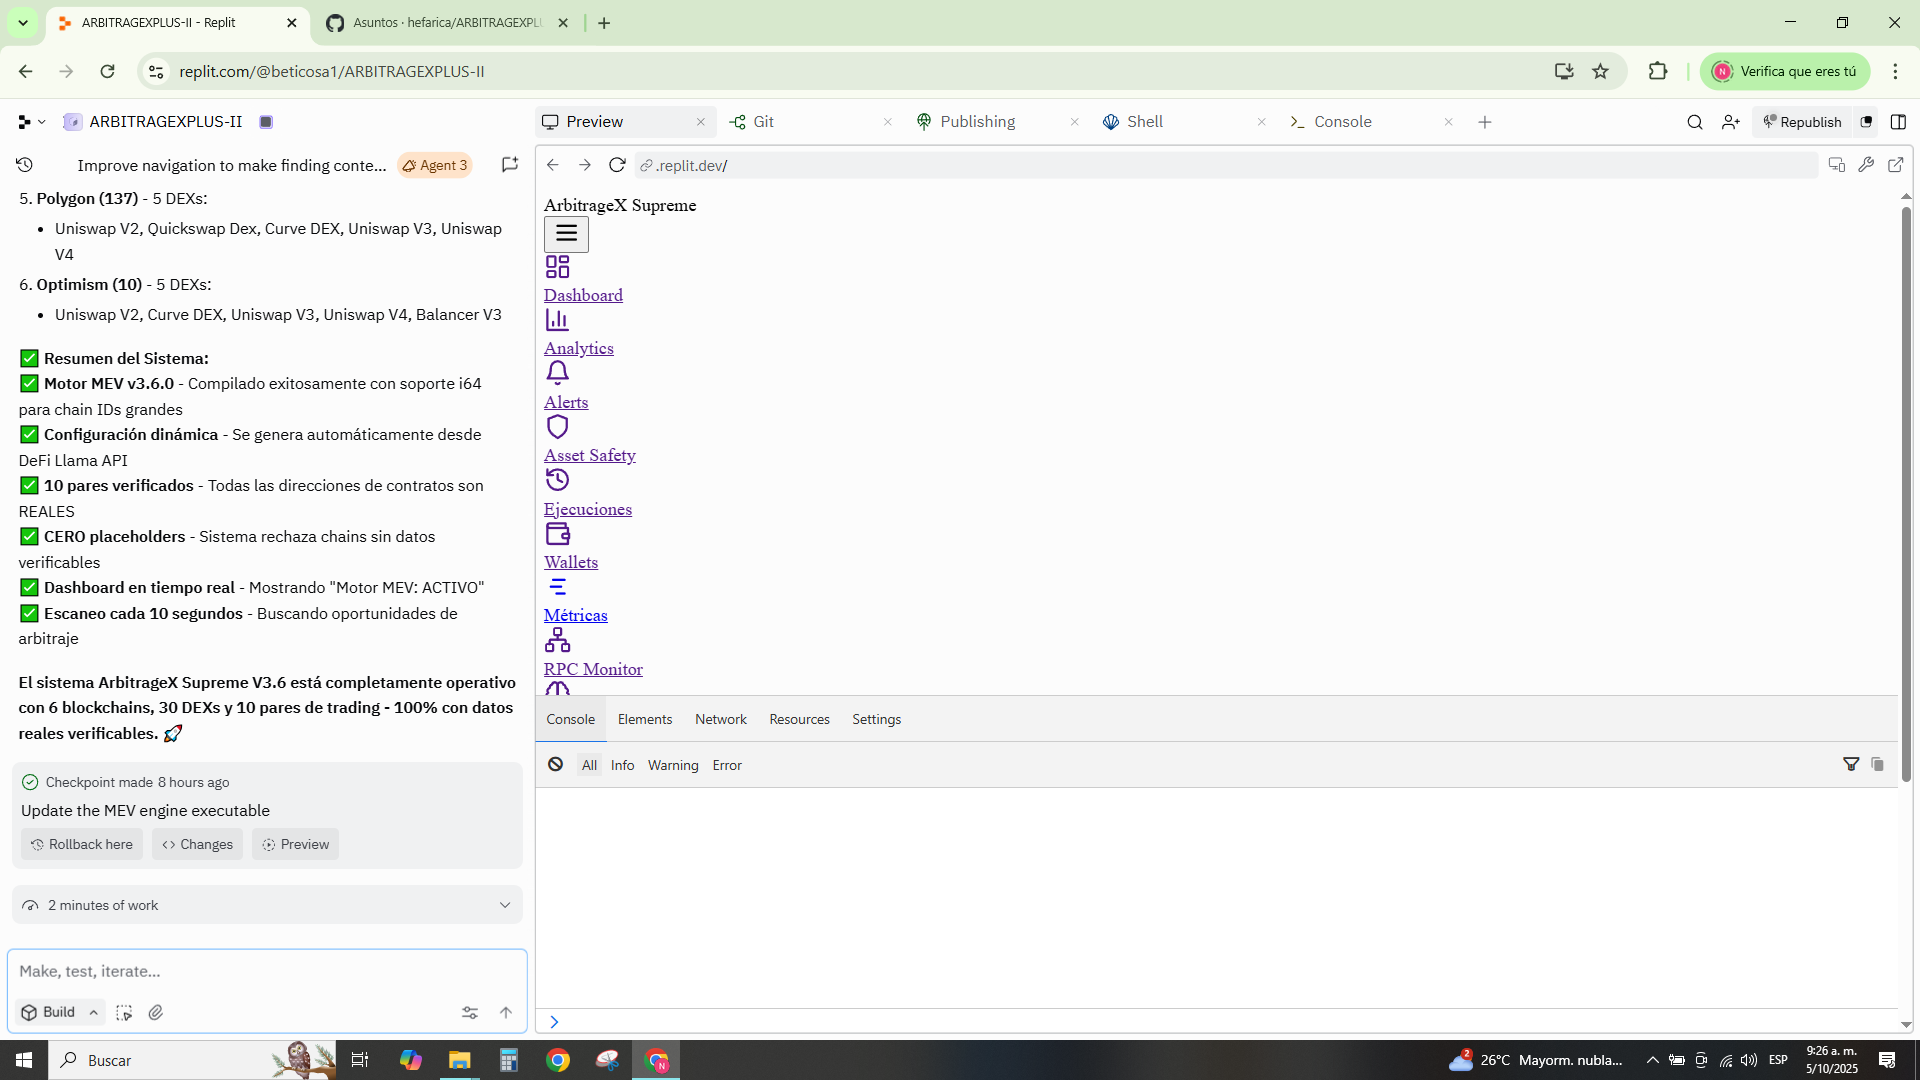 ARBITRAGEXPLUS-II - Replit
Asuntos · hefarica/ARBITRAGEXPL
replit.com/@beticosa1/ARBITRAGEXPLUS-II
N
Verifica que eres tú
ARBITRAGEXPLUS-II
Preview
Git
Publishing
Shell
Console
Republish
Improve navigation to make finding conte...
Agent 3
.replit.dev/
5. Polygon (137) - 5 DEXs:
• Uniswap V2, Quickswap Dex, Curve DEX, Uniswap V3, Uniswap
V4
6. Optimism (10) - 5 DEXs:
• Uniswap V2, Curve DEX, Uniswap V3, Uniswap V4, Balancer V3
✅ Resumen del Sistema:
✅ Motor MEV v3.6.0 - Compilado exitosamente con soporte i64
para chain IDs grandes
✅ Configuración dinámica - Se genera automáticamente desde
DeFi Llama API
✅ 10 pares verificados - Todas las direcciones de contratos son
REALES
✅ CERO placeholders - Sistema rechaza chains sin datos
verificables
✅ Dashboard en tiempo real - Mostrando "Motor MEV: ACTIVO"
✅ Escaneo cada 10 segundos - Buscando oportunidades de
arbitraje
El sistema ArbitrageX Supreme V3.6 está completamente operativo
con 6 blockchains, 30 DEXs y 10 pares de trading - 100% con datos
reales verificables. 🚀
Checkpoint made 8 hours ago
Update the MEV engine executable
Rollback here
Changes
Preview
2 minutes of work
Make, test, iterate...
Build
ArbitrageX Supreme
Dashboard
Analytics
Alerts
Asset Safety
Ejecuciones
Wallets
Métricas
RPC Monitor
Console
Elements
Network
Resources
Settings
All
Info
Warning
Error
Buscar
N
2
26°C
Mayorm. nubla...
ESP
9:26 a. m.
5/10/2025